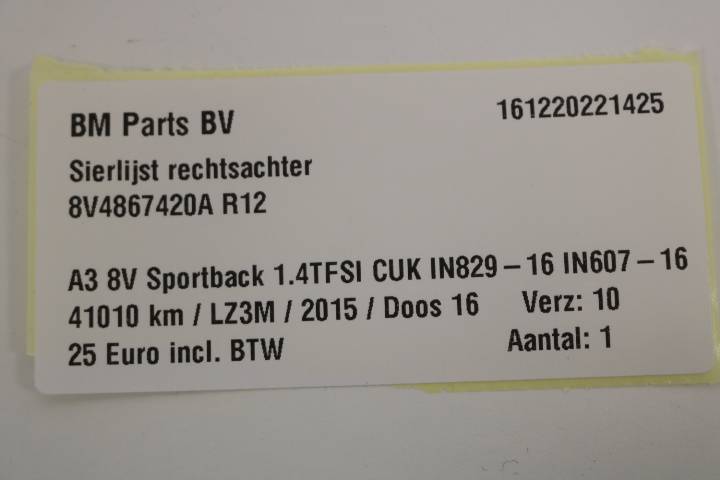 BM Parts BV 161220221425
Sierlijst rechtsachter
8V4867420A R12
A3 8V Sportback 1.4TFSI CUK IN829-16 IN607-16
41010 km / LZ3M / 2015 / Doos 16 Verz: 10
25 Euro incl. BTW Aantal: 1